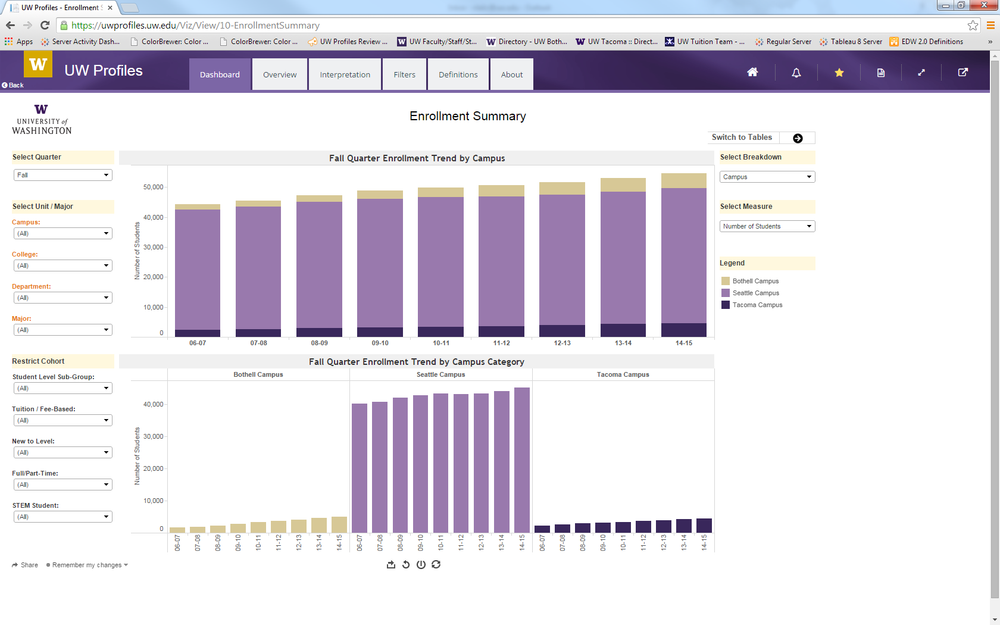 UW Profiles - Enrollment S
https://uwprofiles.uw.edu/Viz/View/10-EnrollmentSummary
Apps Server Activity Dash... ColorBrewer: Color ... ColorBrewer: Color ... UW Profiles Review ... UW Faculty/Staff/St... Directory - UW Both... UW Tacoma :: Direct... UW Tuition Team - ... Regular Server Tableau 8 Server EDW 2.0 Definitions »
W UW Profiles Dashboard Overview Interpretation Filters Definitions About
Back
W
UNIVERSITY of
WASHINGTON
Enrollment Summary
Switch to Tables
Select Quarter
Fall
Select Unit / Major
Campus:
(All)
College:
(All)
Department:
(All)
Major:
(All)
Restrict Cohort
Student Level Sub-Group:
(All)
Tuition / Fee-Based:
(All)
New to Level:
(All)
Full/Part-Time:
(All)
STEM Student:
(All)
Fall Quarter Enrollment Trend by Campus
Number of Students
50,000
40,000
30,000
20,000
10,000
0
06-07 07-08 08-09 09-10 10-11 11-12 12-13 13-14 14-15
Fall Quarter Enrollment Trend by Campus Category
Bothell Campus Seattle Campus Tacoma Campus
Number of Students
40,000
30,000
20,000
10,000
0
06-07 07-08 08-09 09-10 10-11 11-12 12-13 13-14 14-15 06-07 07-08 08-09 09-10 10-11 11-12 12-13 13-14 14-15 06-07 07-08 08-09 09-10 10-11 11-12 12-13 13-14 14-15
Select Breakdown
Campus
Select Measure
Number of Students
Legend
Bothell Campus
Seattle Campus
Tacoma Campus
Share Remember my changes